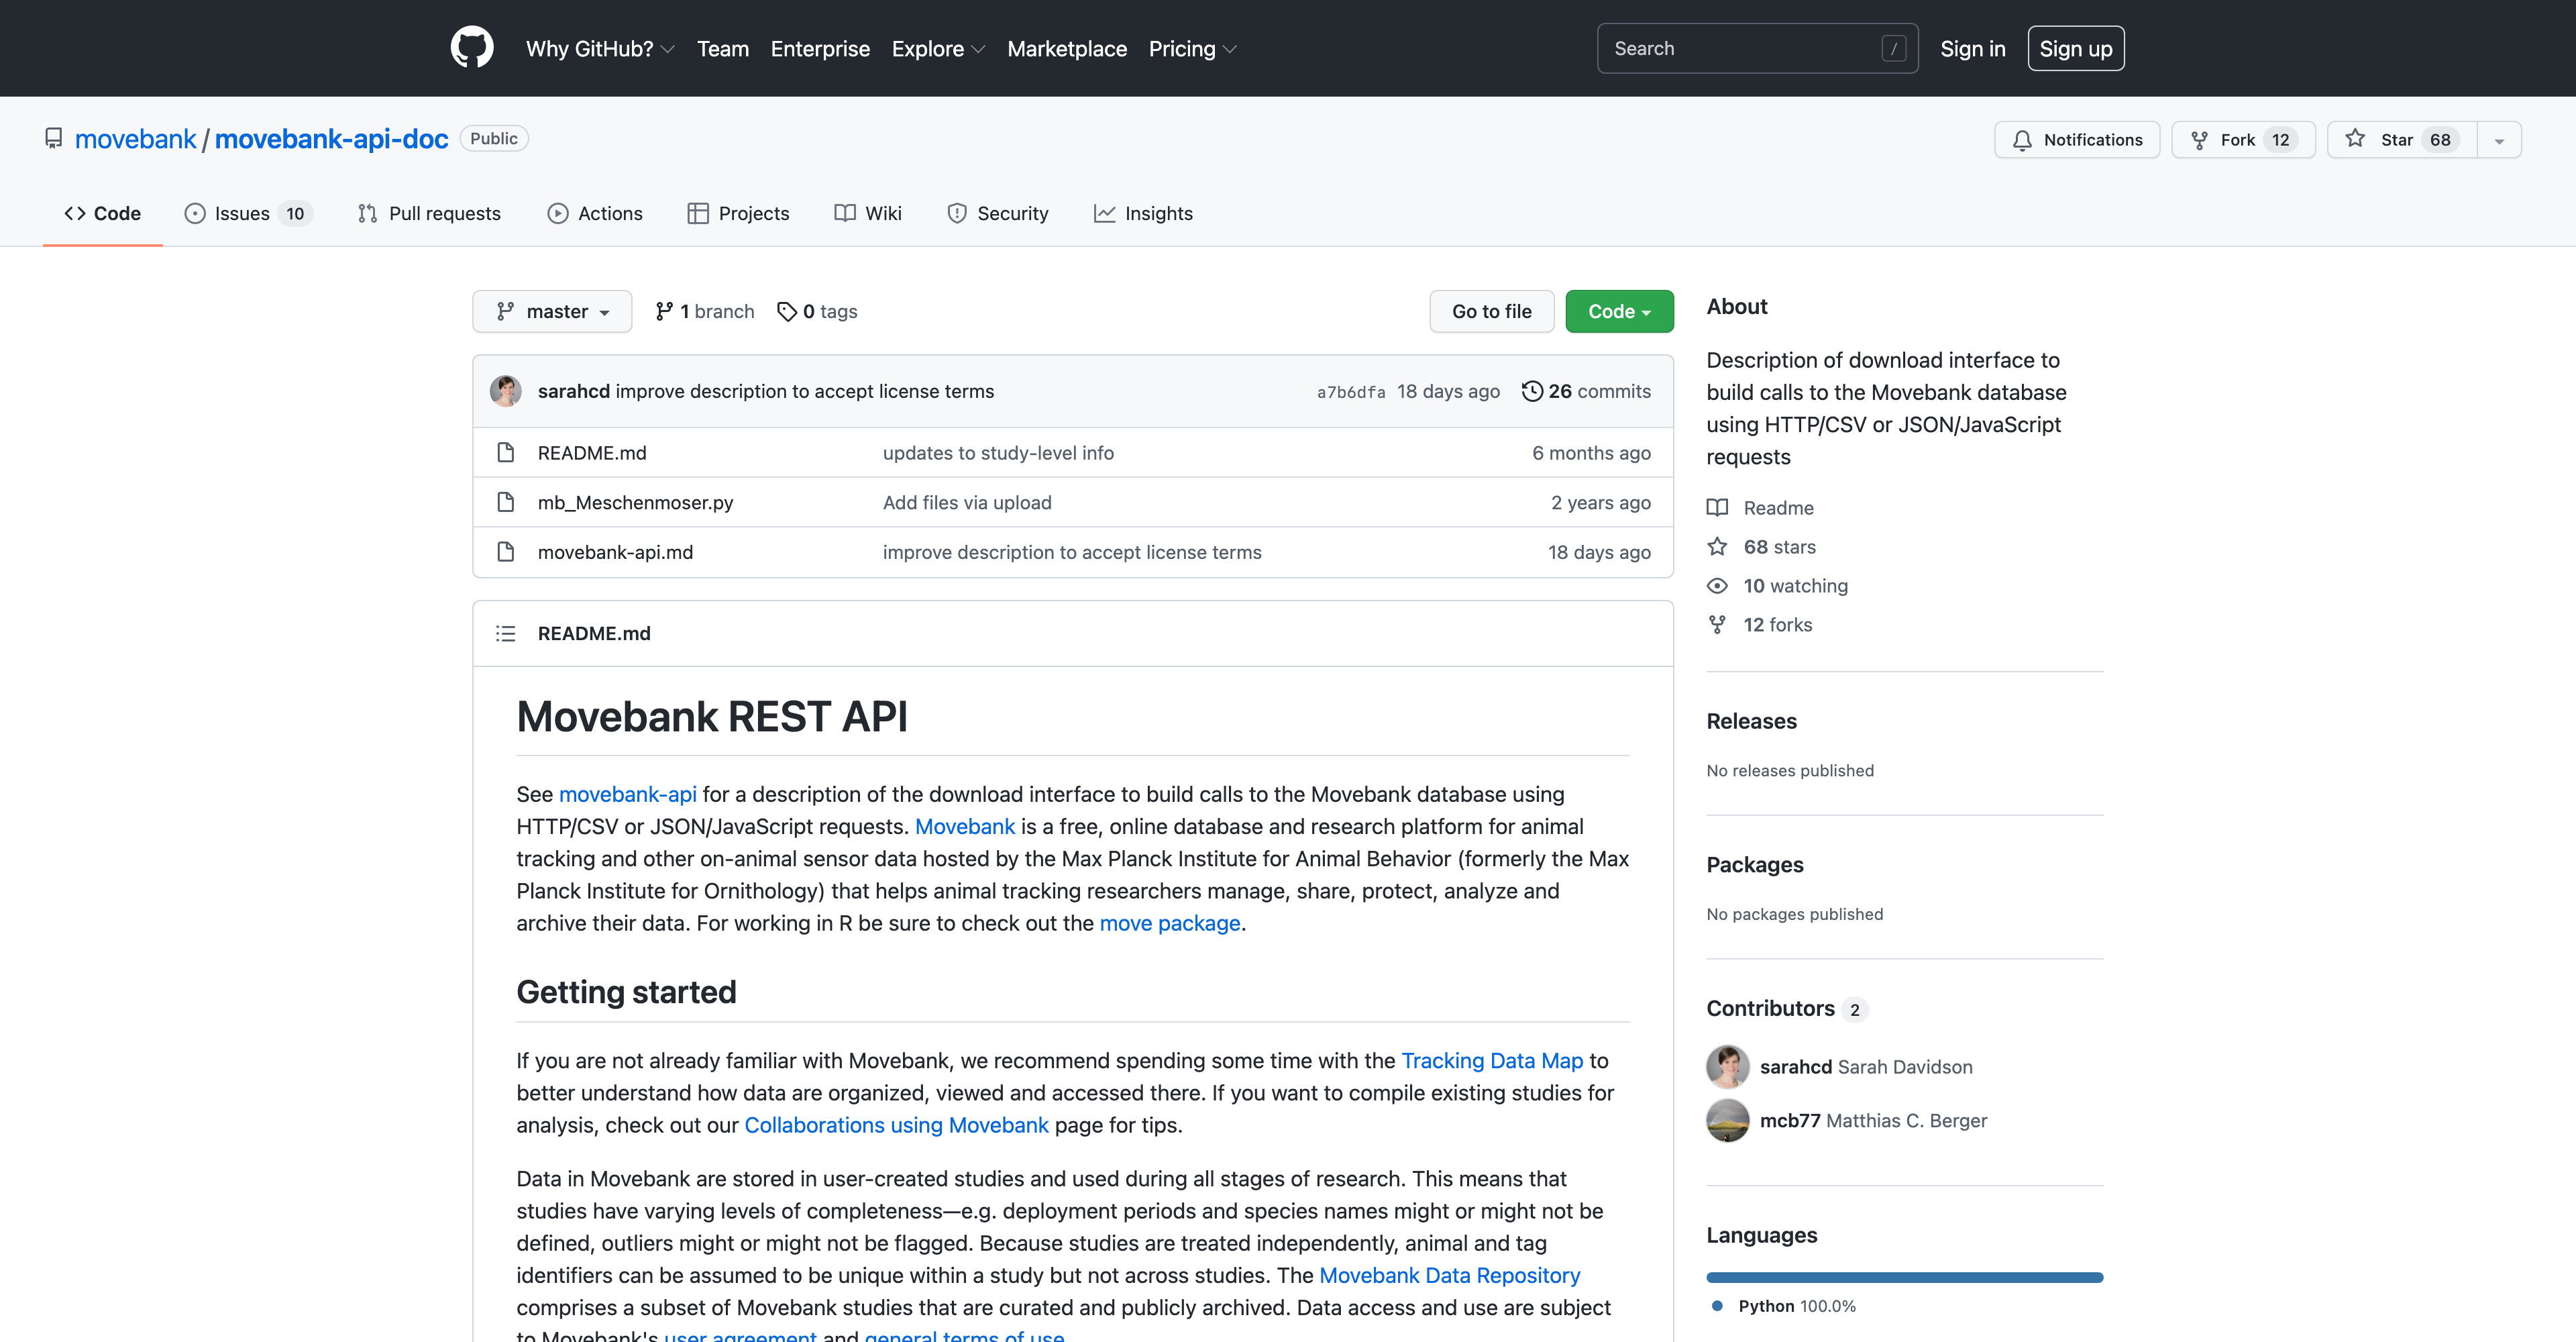 Why GitHub? Team Enterprise Explore Marketplace Pricing Search / Sign in Sign up
movebank / movebank-api-doc Public Notifications Fork 12 Star 68
Code Issues 10 Pull requests Actions Projects Wiki Security Insights
master 1 branch 0 tags Go to file Code
sarahcd improve description to accept license terms a7b6dfa 18 days ago 26 commits
README.md updates to study-level info 6 months ago
mb_Meschenmoser.py Add files via upload 2 years ago
movebank-api.md improve description to accept license terms 18 days ago
README.md
Movebank REST API
See movebank-api for a description of the download interface to build calls to the Movebank database using
HTTP/CSV or JSON/JavaScript requests. Movebank is a free, online database and research platform for animal
tracking and other on-animal sensor data hosted by the Max Planck Institute for Animal Behavior (formerly the Max
Planck Institute for Ornithology) that helps animal tracking researchers manage, share, protect, analyze and
archive their data. For working in R be sure to check out the move package.
Getting started
If you are not already familiar with Movebank, we recommend spending some time with the Tracking Data Map to
better understand how data are organized, viewed and accessed there. If you want to compile existing studies for
analysis, check out our Collaborations using Movebank page for tips.
Data in Movebank are stored in user-created studies and used during all stages of research. This means that
studies have varying levels of completeness—e.g. deployment periods and species names might or might not be
defined, outliers might or might not be flagged. Because studies are treated independently, animal and tag
identifiers can be assumed to be unique within a study but not across studies. The Movebank Data Repository
comprises a subset of Movebank studies that are curated and publicly archived. Data access and use are subject
to Movebank's user agreement and general terms of use.
About
Description of download interface to
build calls to the Movebank database
using HTTP/CSV or JSON/JavaScript
requests
Readme
68 stars
10 watching
12 forks
Releases
No releases published
Packages
No packages published
Contributors 2
sarahcd Sarah Davidson
mcb77 Matthias C. Berger
Languages
Python 100.0%